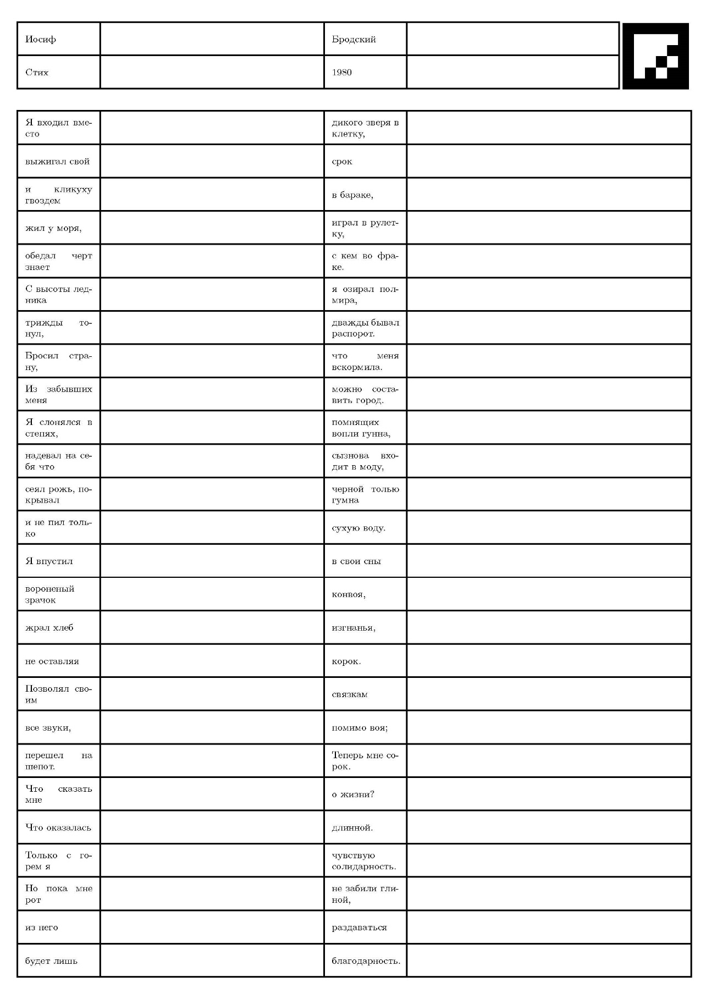 Иосиф Бродский
Стих 1980
Я входил вме-
сто
дикого зверя в
клетку,
выжигал свой срок
и кликуху
гвоздем
в бараке,
жил у моря,
играл в рулет-
ку,
обедал черт
знает
с кем во фра-
ке.
С высоты лед-
ника
я озирал пол-
мира,
трижды то-
нул,
дважды бывал
распорот.
Бросил стра-
ну,
что меня
вскормила.
Из забывших
меня
можно соста-
вить город.
Я слонялся в
степях,
помнящих
вопли гунна,
надевал на се-
бя что
сызнова вхо-
дит в моду,
сеял рожь, по-
крывал
черной толью
гумна
и не пил толь-
ко
сухую воду.
Я впустил в свои сны
вороненый
зрачок
конвоя,
жрал хлеб изгнанья,
не оставляя корок.
Позволял сво-
им
связкам
все звуки, помимо воя;
перешел на
шепот.
Теперь мне со-
рок.
Что сказать
мне
о жизни?
Что оказалась длинной.
Только с го-
рем я
чувствую
солидарность.
Но пока мне
рот
не забили гли-
ной,
из него раздаваться
будет лишь благодарность.